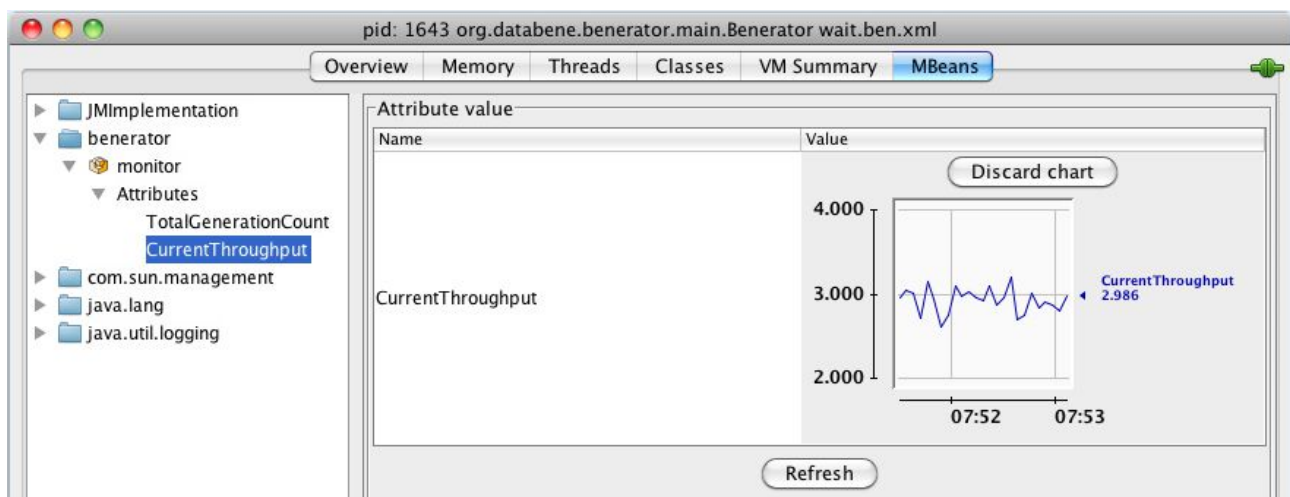 pid: 1643 org.databene.benerator.main.Benerator wait.ben.xml
Overview Memory Threads Classes VM Summary MBeans
JMImplementation
benerator
monitor
Attributes
TotalGenerationCount
CurrentThroughput
com.sun.management
java.lang
java.util.logging
Attribute value
Name Value
CurrentThroughput
Discard chart
4.000
3.000
2.000
CurrentThroughput
2.986
07:52 07:53
Refresh